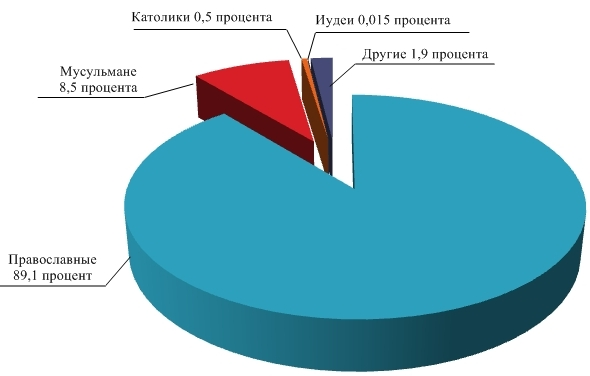 Католики 0,5 процента
Иудеи 0,015 процента
Другие 1,9 процента
Мусульмане
8,5 процента
Православные
89,1 процент